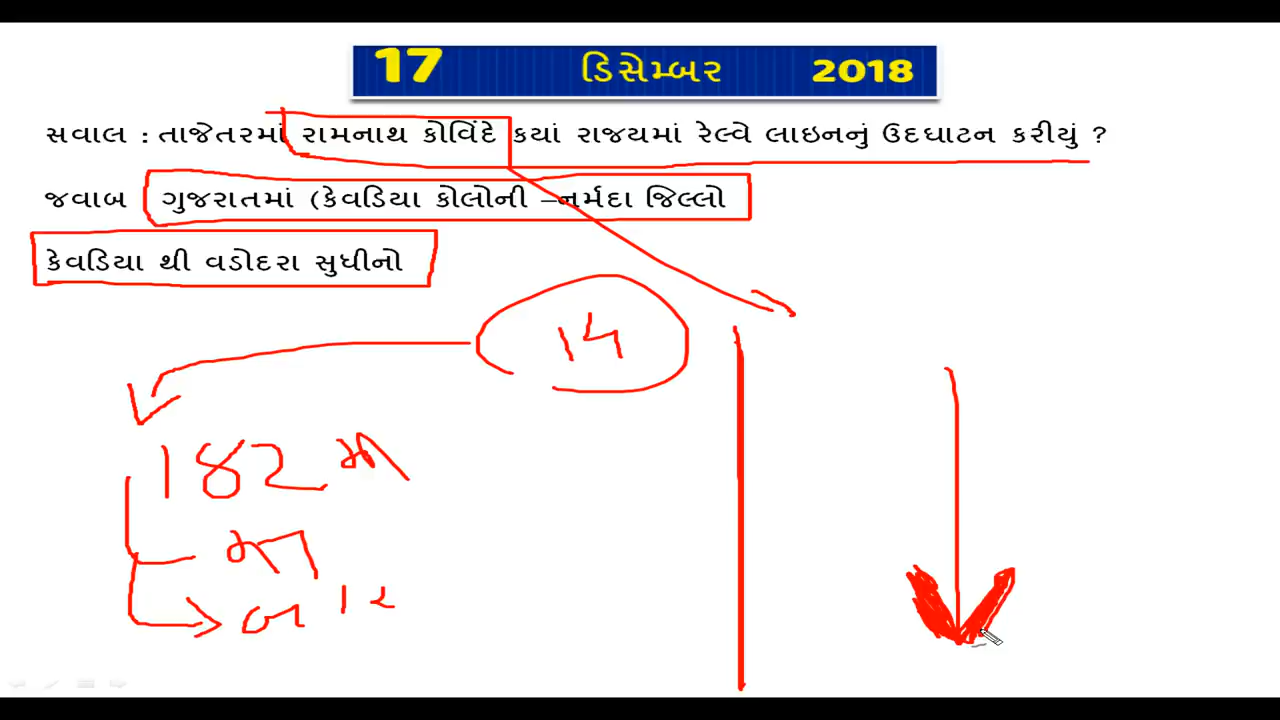 17 ડિસેમ્બર 2018
સવાલ : તાજેતરમાં રામનાથ કોવિંદે કયાં રાજયમાં રેલ્વે લાઇનનું ઉદઘાટન કરીયું ?
જવાબ ગુજરાતમાં (કેવડિયા કોલોની –નર્મદા જિલ્લો
કેવડિયા થી વડોદરા સુધીનો
182 મી